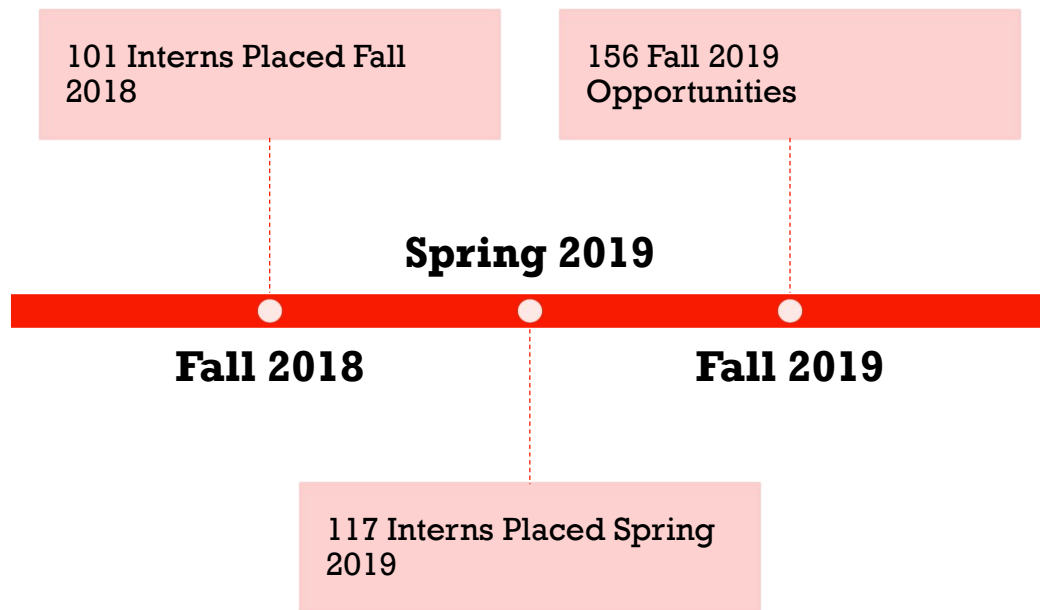 101 Interns Placed Fall
2018
156 Fall 2019
Opportunities
Spring 2019
Fall 2018
Fall 2019
117 Interns Placed Spring
2019